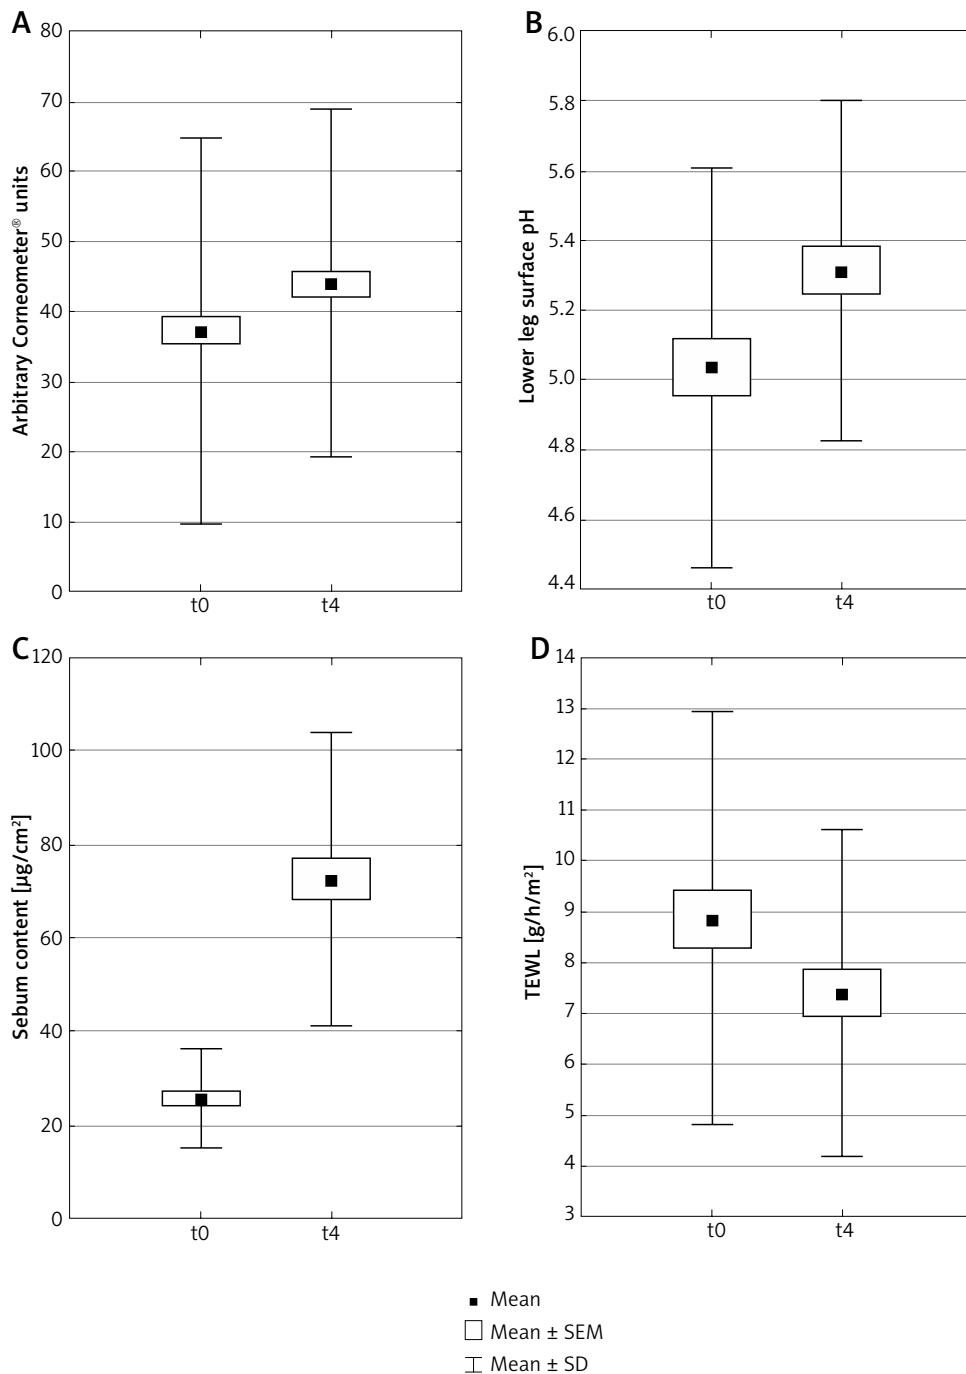 A
Arbitrary Corneometer® units
80
70
60
50
40
30
20
10
0
t0 t4
B
Lower leg surface pH
6.0
5.8
5.6
5.4
5.2
5.0
4.8
4.6
4.4
t0 t4
C
Sebum content [µg/cm²]
120
100
80
60
40
20
0
t0 t4
D
TEWL [g/h/m²]
14
13
12
11
10
9
8
7
6
5
4
3
t0 t4
Mean
Mean ± SEM
Mean ± SD